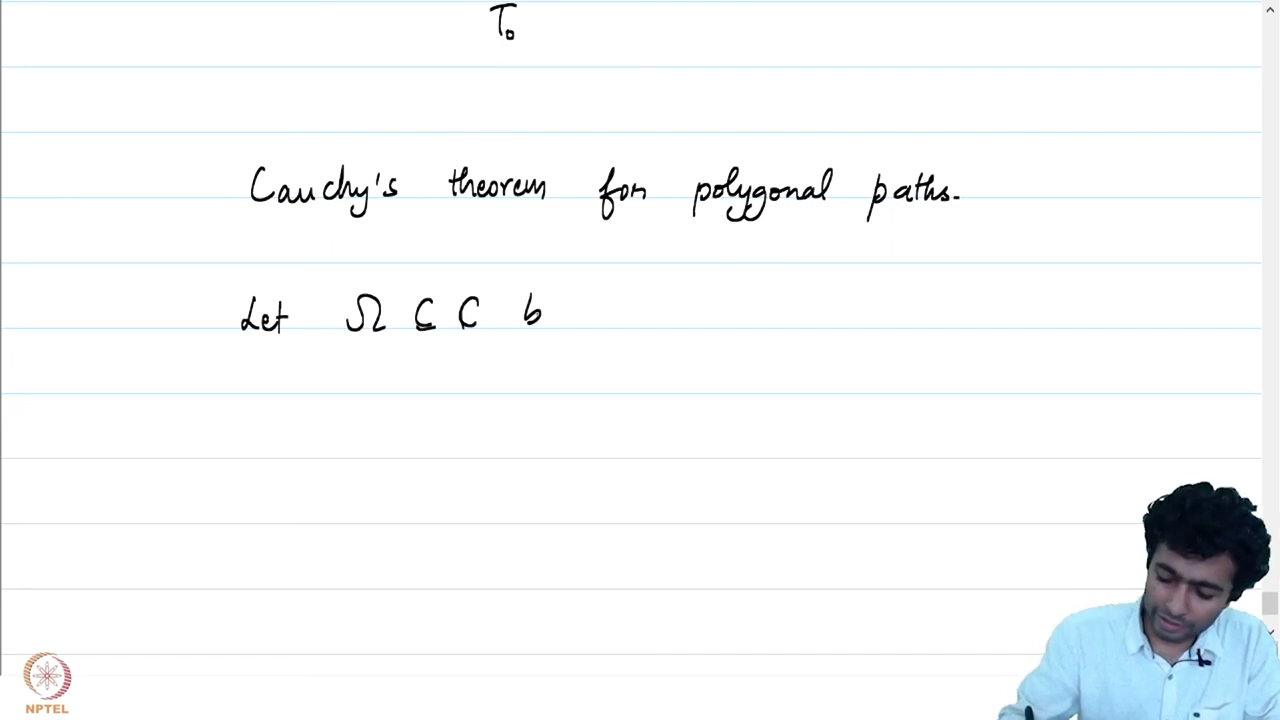 T₀
Cauchy's theorem for polygonal paths.
Let Ω ⊆ C b
NPTEL